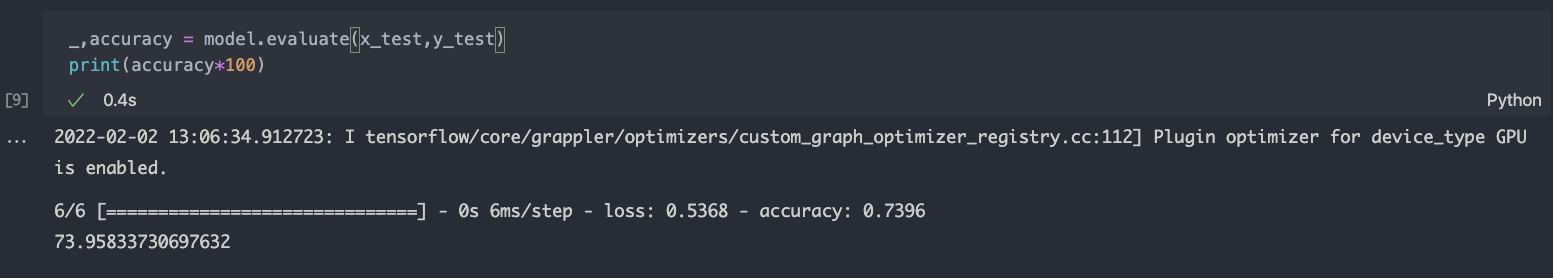 _,accuracy = model.evaluate(x_test,y_test)
print(accuracy*100)
[9] ✓ 0.4s Python
... 2022-02-02 13:06:34.912723: I tensorflow/core/grappler/optimizers/custom_graph_optimizer_registry.cc:112] Plugin optimizer for device_type GPU
is enabled.
6/6 [==============================] - 0s 6ms/step - loss: 0.5368 - accuracy: 0.7396
73.95833730697632